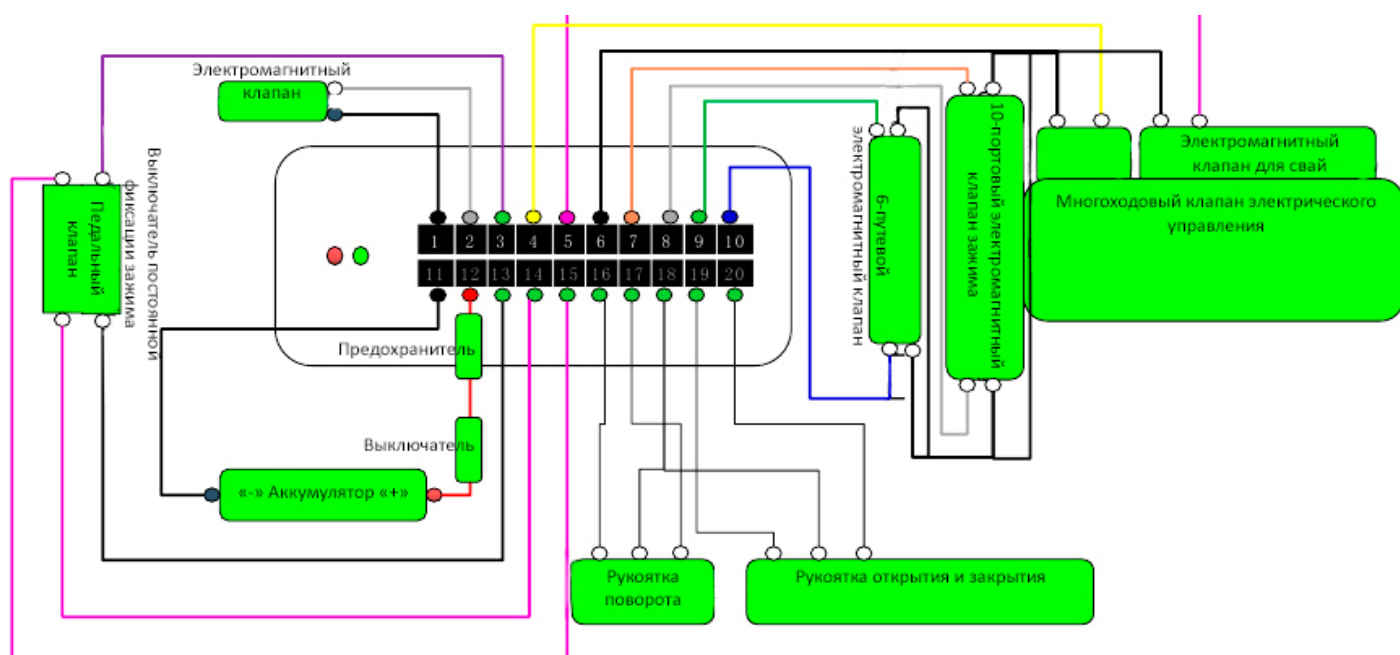 Электромагнитный
клапан
Выключатель постоянной
фиксации зажима
Педальный
клапан
1 2 3 4 5 6 7 8 9 10
11 12 13 14 15 16 17 18 19 20
Предохранитель
Выключатель
«-» Аккумулятор «+»
6-путевой
электромагнитный клапан
10-портовый электромагнитный
клапан зажима
Электромагнитный
клапан для свай
Многоходовый клапан электрического
управления
Рукоятка
поворота
Рукоятка открытия и закрытия